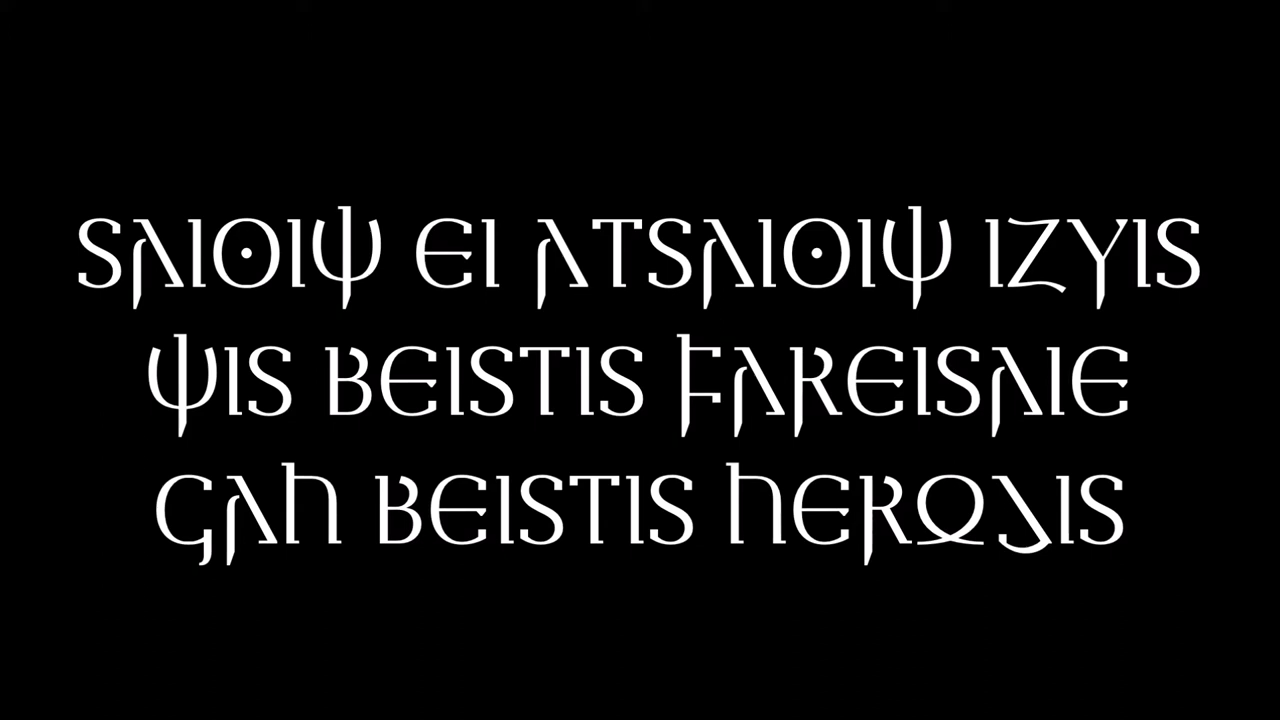 𐍃𐌰𐌹𐍈𐌹𐌸 𐌴𐌹 𐌰𐍄𐍃𐌰𐌹𐍈𐌹𐌸 𐌹𐌶𐍅𐌹𐍃
𐌸𐌹𐍃 𐌱𐌴𐌹𐍃𐍄𐌹𐍃 𐍆𐌰𐍂𐌴𐌹𐍃𐌰𐌹𐌴
𐌾𐌰𐌷 𐌱𐌴𐌹𐍃𐍄𐌹𐍃 𐌷𐌴𐍂𐍉𐌳𐌹𐍃